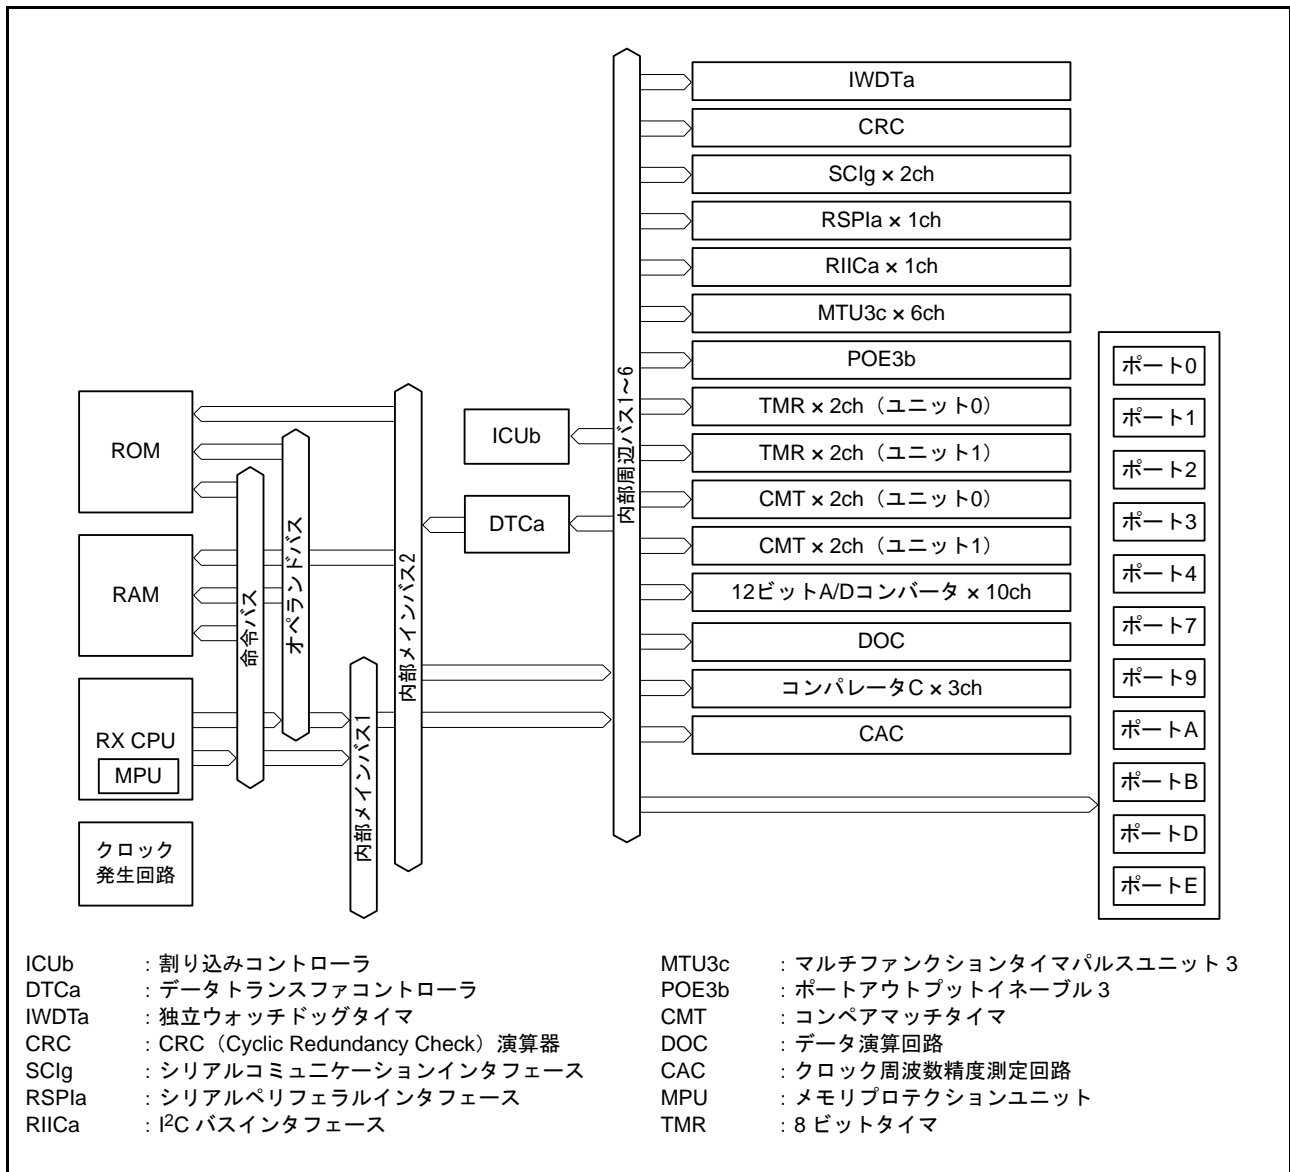 IWDTa
CRC
SCIg × 2ch
RSPIa × 1ch
RIICa × 1ch
MTU3c × 6ch
POE3b
TMR × 2ch（ユニット0）
TMR × 2ch（ユニット1）
CMT × 2ch（ユニット0）
CMT × 2ch（ユニット1）
12ビットA/Dコンバータ × 10ch
DOC
コンパレータC × 3ch
CAC
ポート0
ポート1
ポート2
ポート3
ポート4
ポート7
ポート9
ポートA
ポートB
ポートD
ポートE
内部周辺バス1～6
ICUb
DTCa
内部メインバス2
内部メインバス1
オペランドバス
命令バス
ROM
RAM
RX CPU
MPU
クロック
発生回路
ICUb : 割り込みコントローラ
DTCa : データトランスファコントローラ
IWDTa : 独立ウォッチドッグタイマ
CRC : CRC（Cyclic Redundancy Check）演算器
SCIg : シリアルコミュニケーションインタフェース
RSPIa : シリアルペリフェラルインタフェース
RIICa : I²C バスインタフェース
MTU3c : マルチファンクションタイマパルスユニット 3
POE3b : ポートアウトプットイネーブル 3
CMT : コンペアマッチタイマ
DOC : データ演算回路
CAC : クロック周波数精度測定回路
MPU : メモリプロテクションユニット
TMR : 8 ビットタイマ